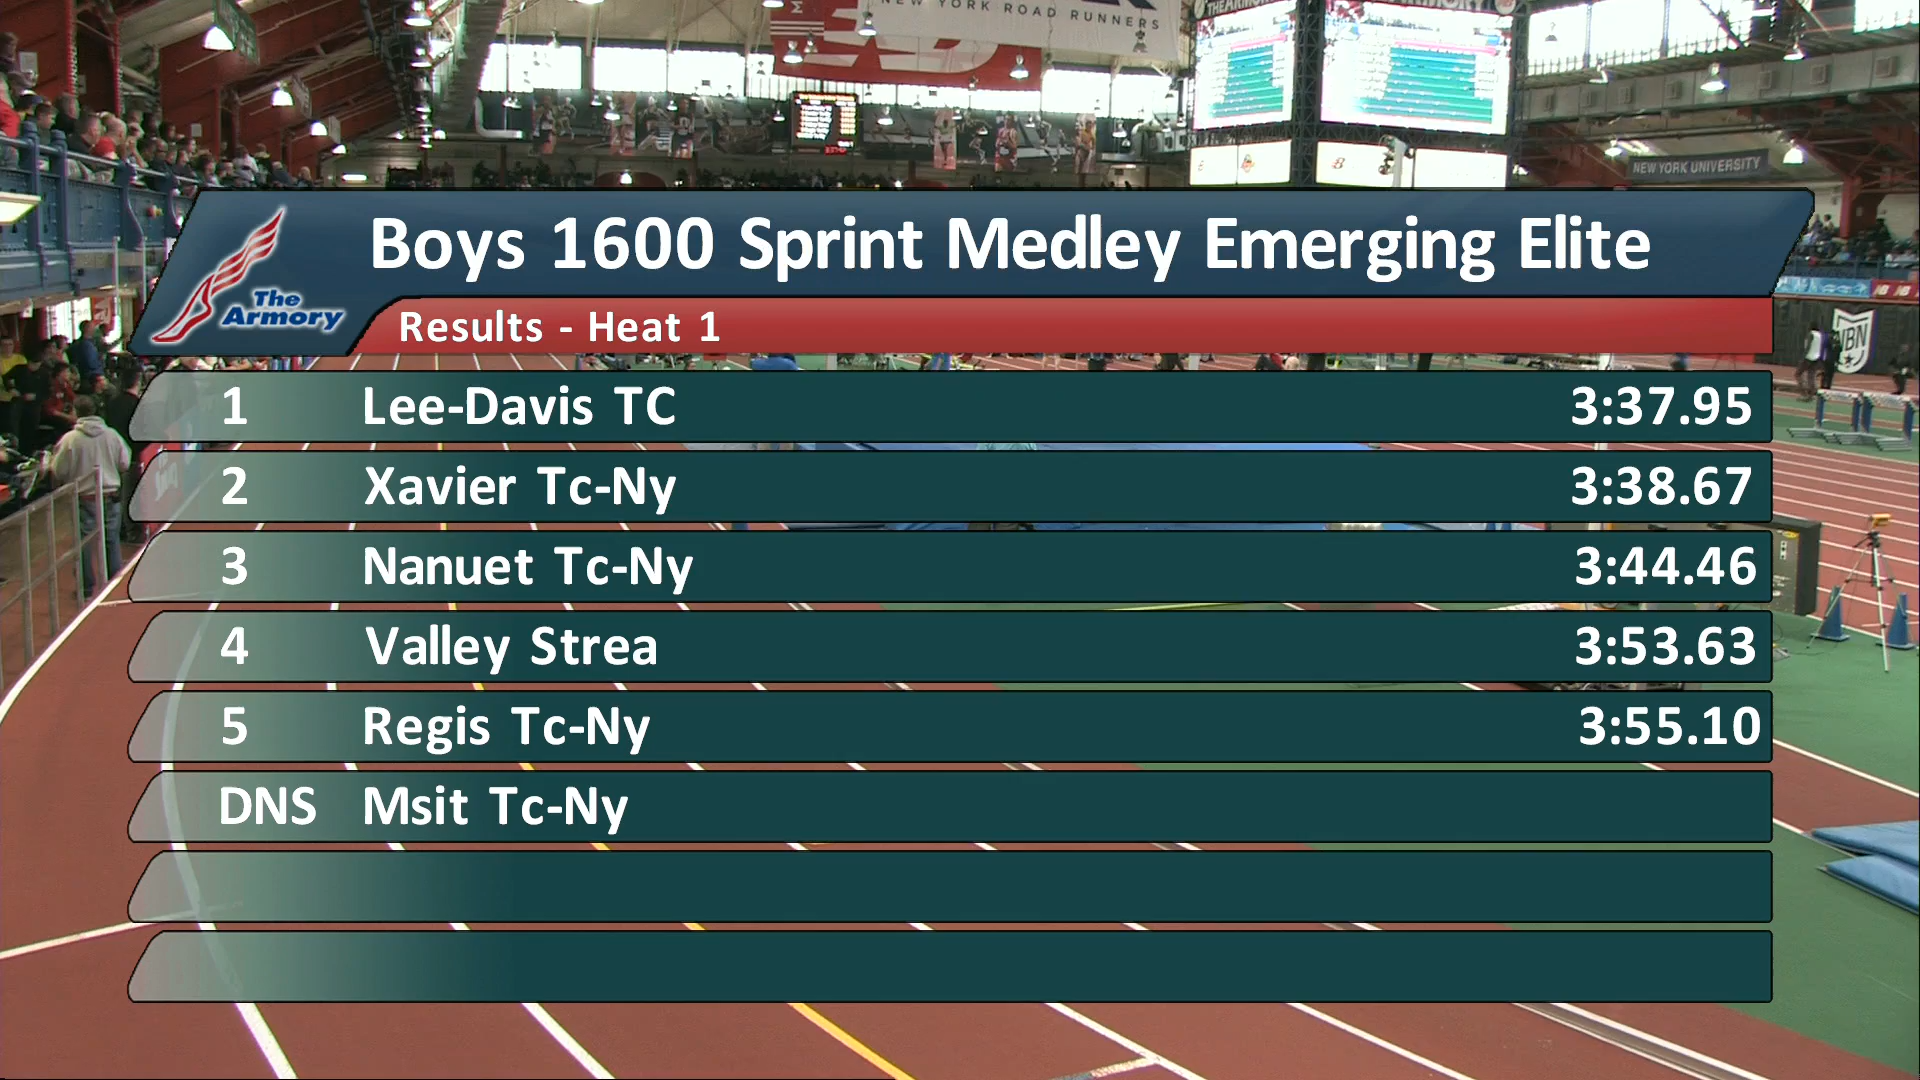 NEW YORK ROAD RUNNERS
NEW YORK UNIVERSITY
Boys 1600 Sprint Medley Emerging Elite
The
Armory
Results - Heat 1
1 Lee-Davis TC 3:37.95
2 Xavier Tc-Ny 3:38.67
3 Nanuet Tc-Ny 3:44.46
4 Valley Strea 3:53.63
5 Regis Tc-Ny 3:55.10
DNS Msit Tc-Ny